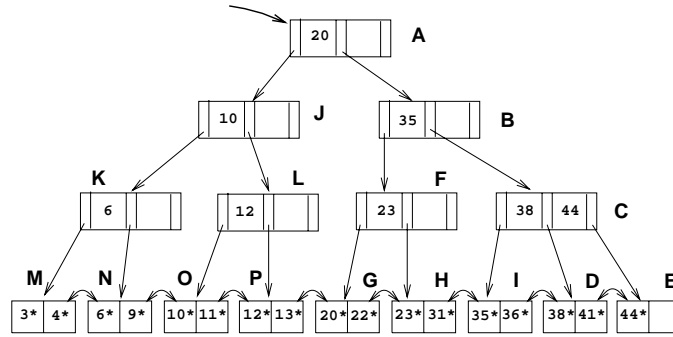 20 A
10 J 35 B
K L F
6 12 23 38 44 C
M N O P G H I D E
3* 4* 6* 9* 10* 11* 12* 13* 20* 22* 23* 31* 35* 36* 38* 41* 44*